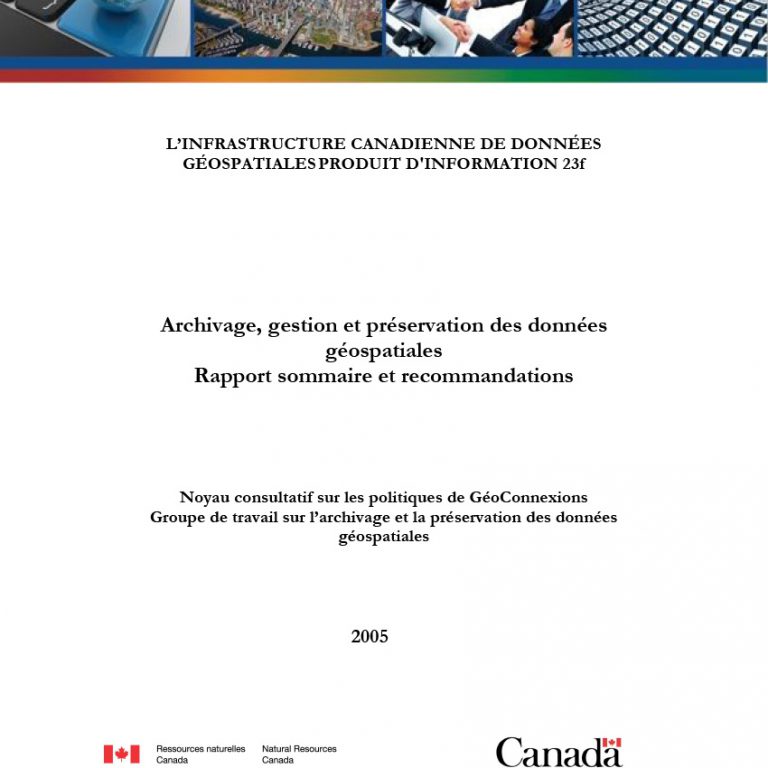 L'INFRASTRUCTURE CANADIENNE DE DONNÉES
GÉOSPATIALES PRODUIT D'INFORMATION 23f
Archivage, gestion et préservation des données
géospatiales
Rapport sommaire et recommandations
Noyau consultatif sur les politiques de GéoConnexions
Groupe de travail sur l'archivage et la préservation des données
géospatiales
2005
Ressources naturelles
Canada
Natural Resources
Canada
Canada